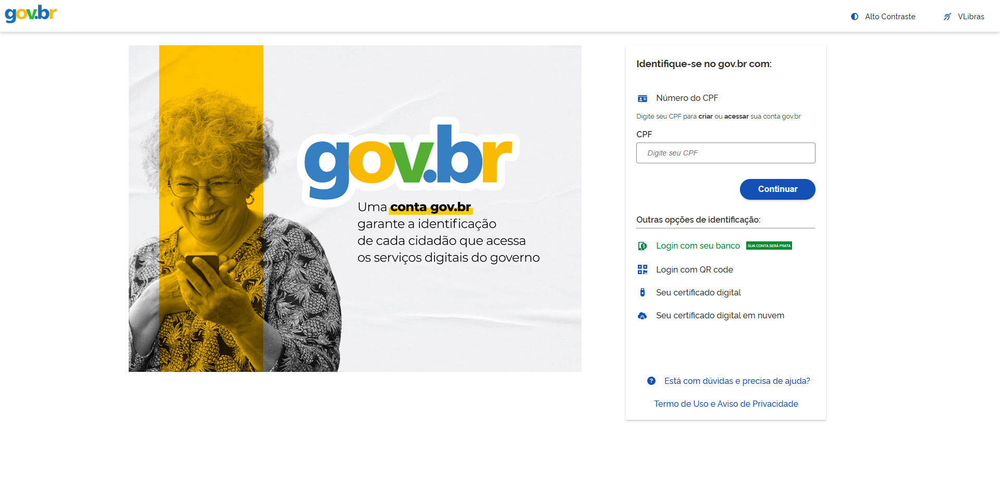 gov.br
Alto Contraste
VLibras
gov.br
Uma conta gov.br
garante a identificação
de cada cidadão que acessa
os serviços digitais do governo
Identifique-se no gov.br com:
Número do CPF
Digite seu CPF para criar ou acessar sua conta gov.br
CPF
Digite seu CPF
Continuar
Outras opções de identificação:
Login com seu banco SUA CONTA SERÁ PRATA
Login com QR code
Seu certificado digital
Seu certificado digital em nuvem
Está com dúvidas e precisa de ajuda?
Termo de Uso e Aviso de Privacidade